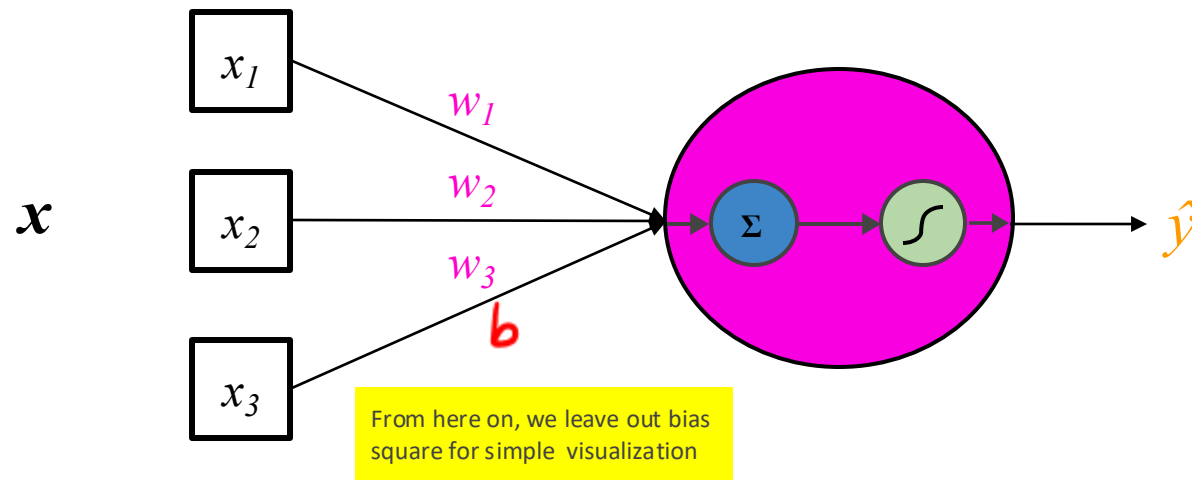 x₁
w₁
x
x₂
w₂
Σ
ŷ
w₃
b
x₃
From here on, we leave out bias
square for simple visualization